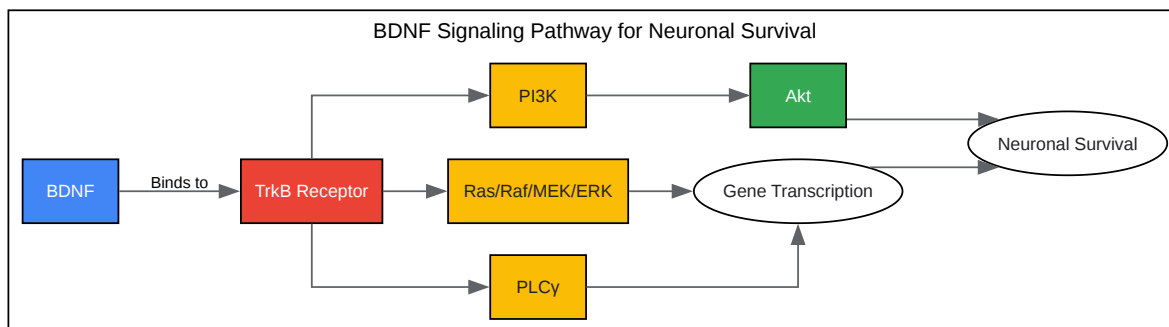 BDNF Signaling Pathway for Neuronal Survival
PI3K
Akt
Neuronal Survival
BDNF
Binds to
TrkB Receptor
Ras/Raf/MEK/ERK
Gene Transcription
PLCγ